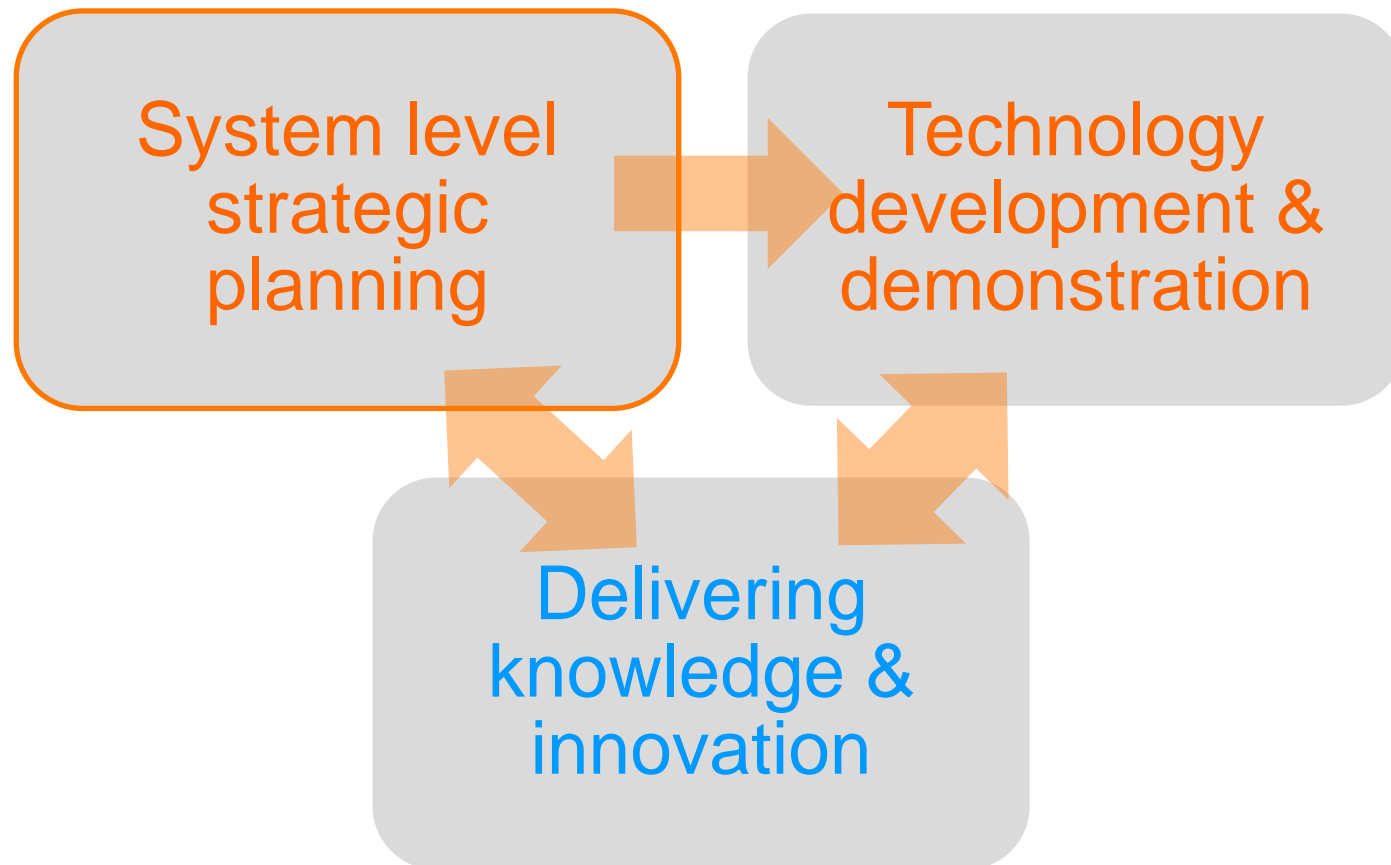 System level
strategic
planning
Technology
development &
demonstration
Delivering
knowledge &
innovation